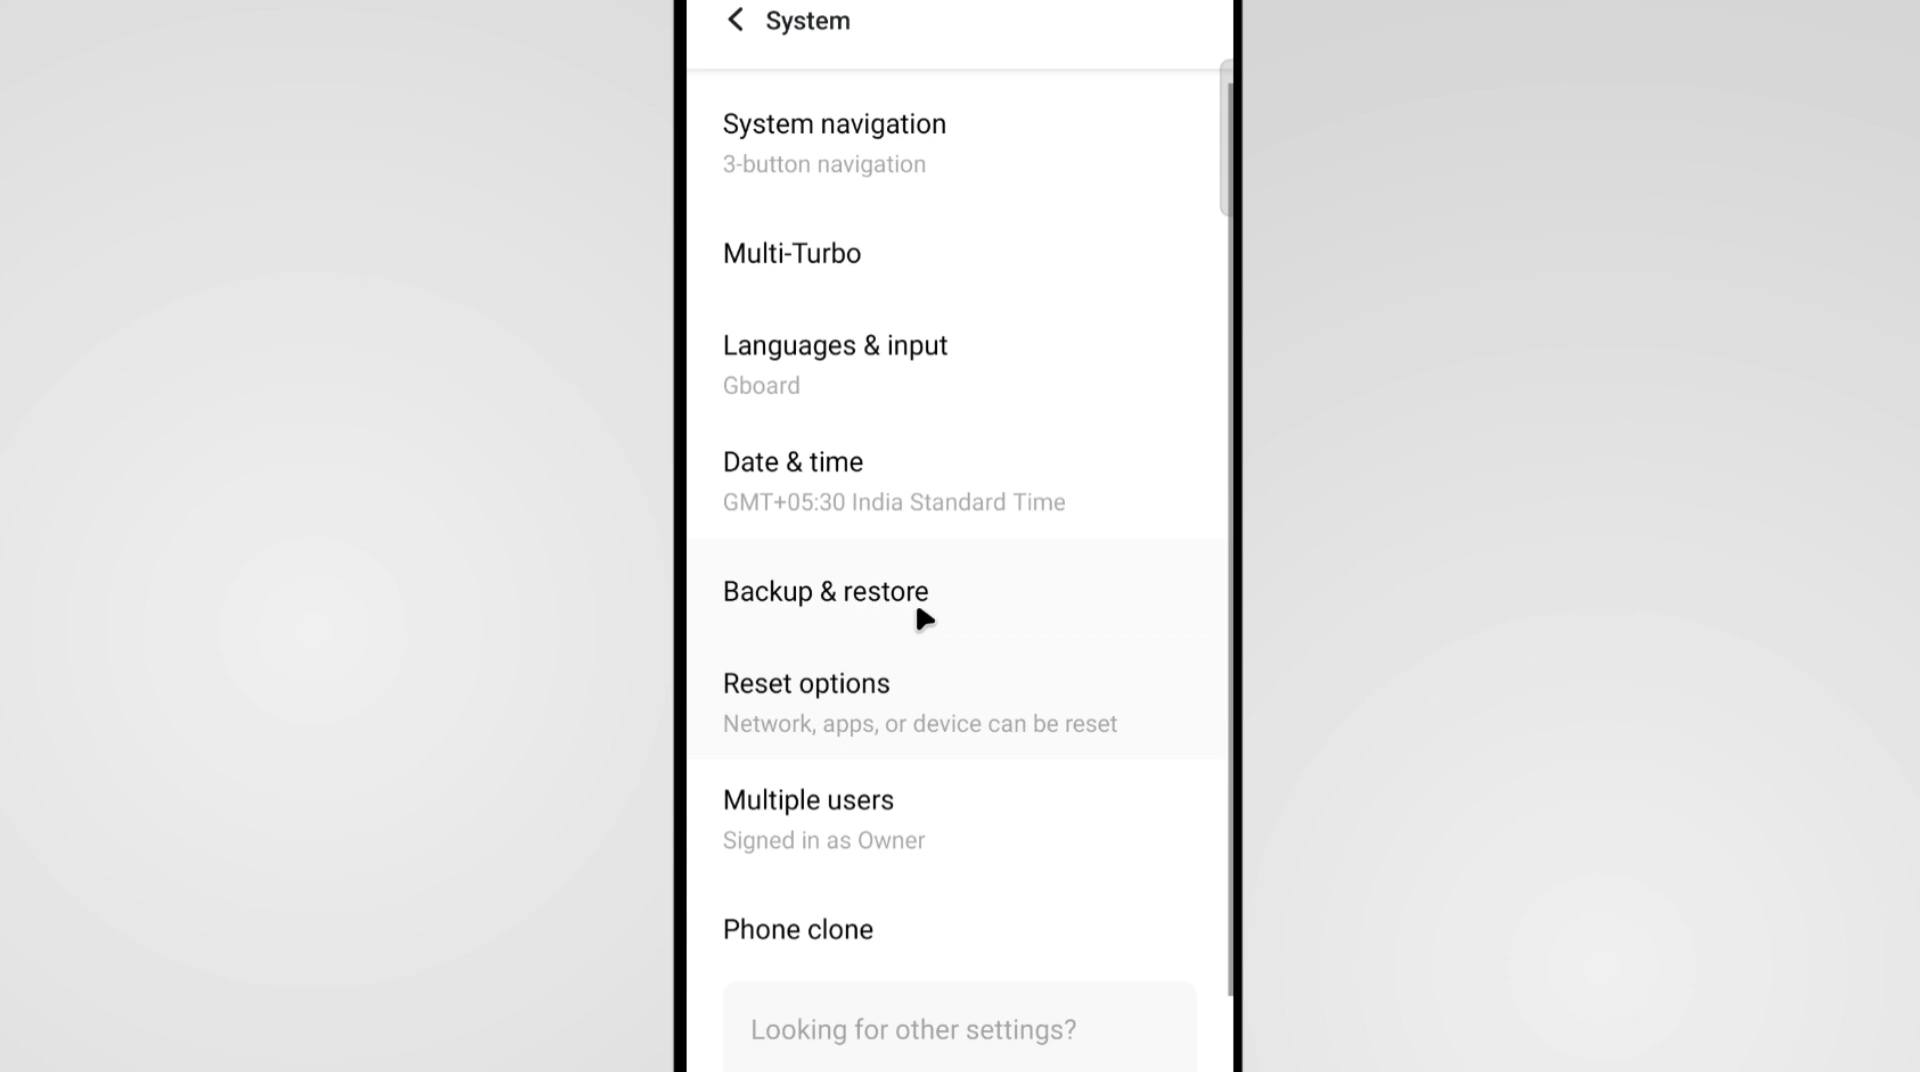 System
System navigation
3-button navigation
Multi-Turbo
Languages & input
Gboard
Date & time
GMT+05:30 India Standard Time
Backup & restore
Reset options
Network, apps, or device can be reset
Multiple users
Signed in as Owner
Phone clone
Looking for other settings?